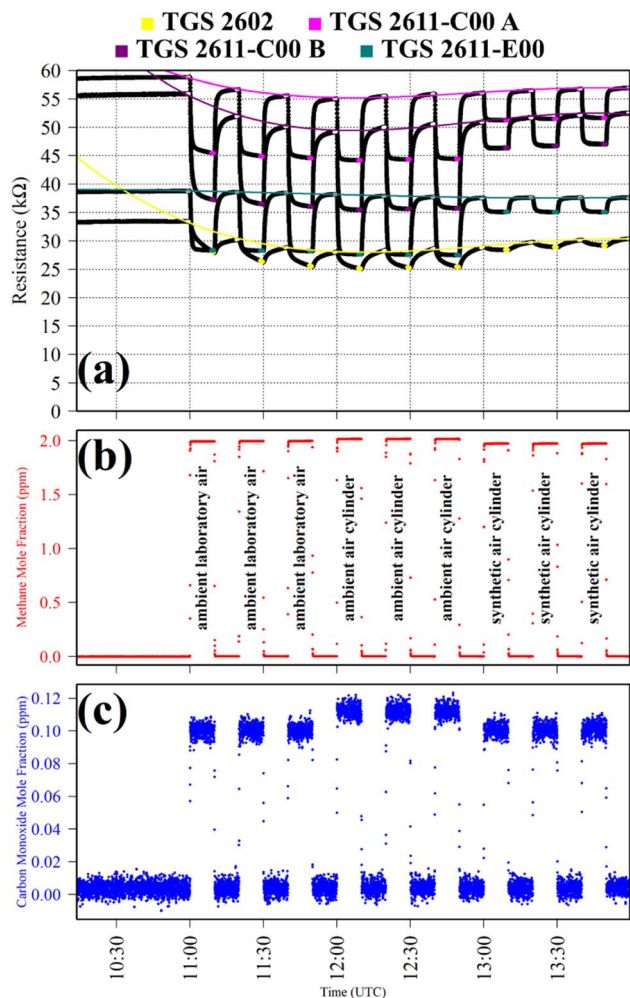 TGS 2602 TGS 2611-C00 A
TGS 2611-C00 B TGS 2611-E00
60
55
50
45
40
35
30
25
20
15
10
5
0
Resistance (kΩ)
(a)
2.0
1.5
1.0
0.5
0.0
Methane Mole Fraction (ppm)
(b)
ambient laboratory air
ambient laboratory air
ambient laboratory air
ambient air cylinder
ambient air cylinder
ambient air cylinder
synthetic air cylinder
synthetic air cylinder
synthetic air cylinder
0.12
0.10
0.08
0.06
0.04
0.02
0.00
Carbon Monoxide Mole Fraction (ppm)
(c)
10:30
11:00
11:30
12:00
12:30
13:00
13:30
Time (UTC)